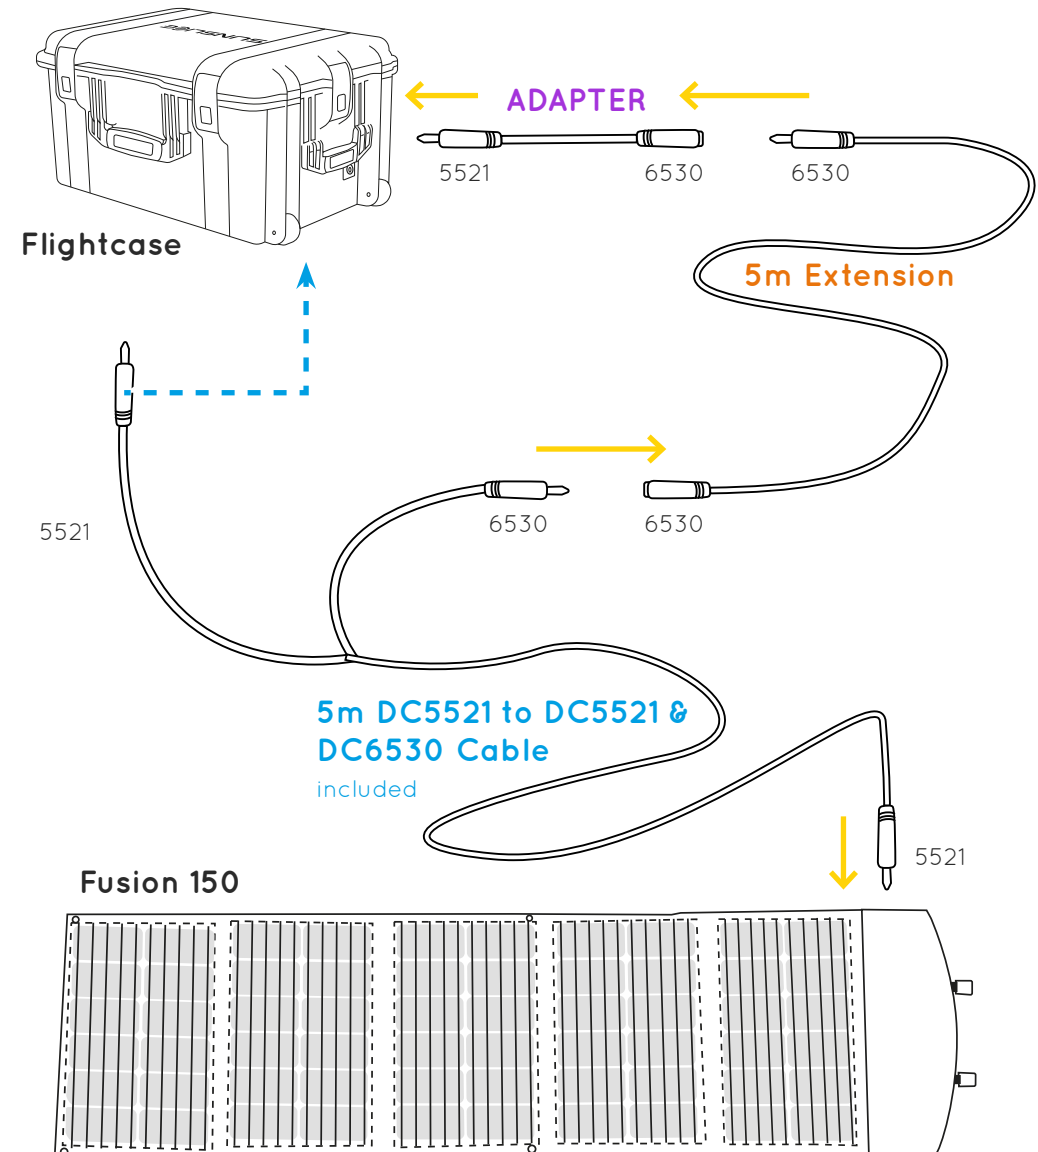 SUNSURE
ADAPTER
5521
6530
6530
Flightcase
5m Extension
5521
6530
6530
5m DC5521 to DC5521 &
DC6530 Cable
included
5521
Fusion 150